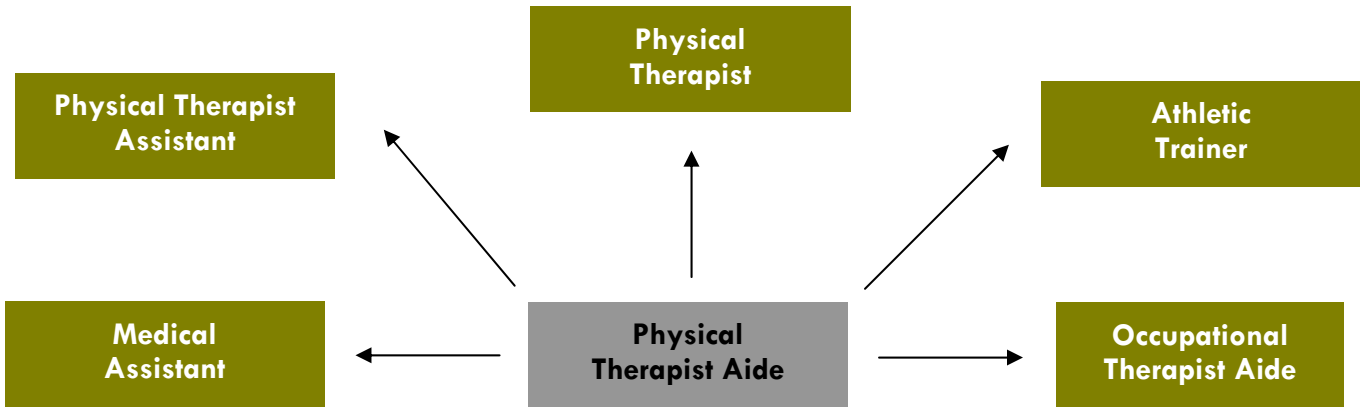 Physical
Therapist
Physical Therapist
Assistant
Athletic
Trainer
Medical
Assistant
Physical
Therapist Aide
Occupational
Therapist Aide